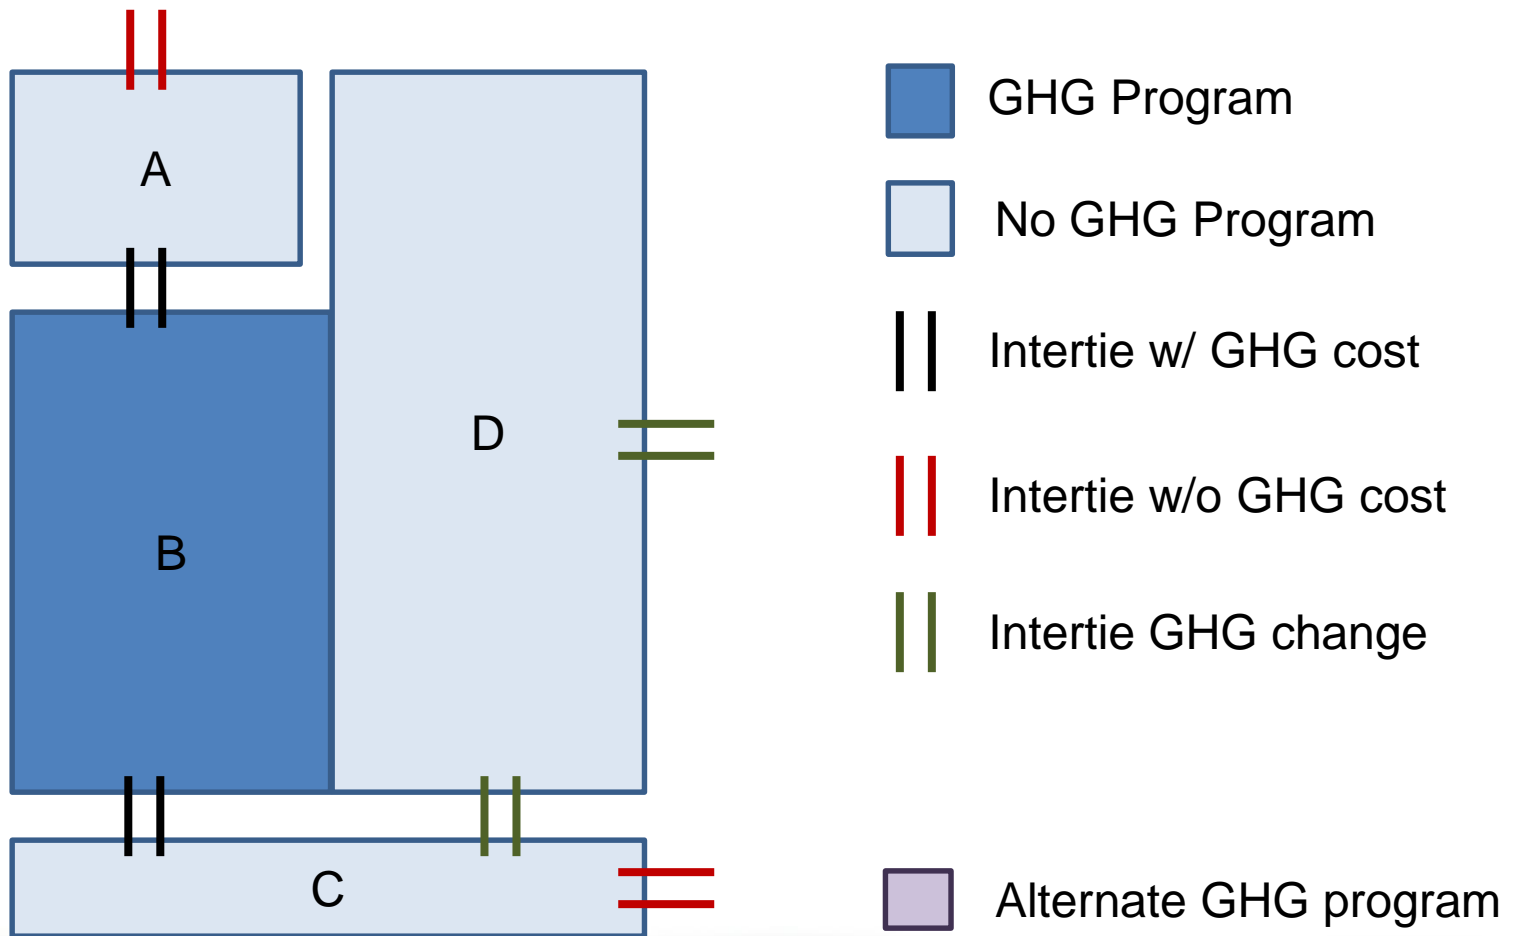 A
B
C
D
GHG Program
No GHG Program
Intertie w/ GHG cost
Intertie w/o GHG cost
Intertie GHG change
Alternate GHG program